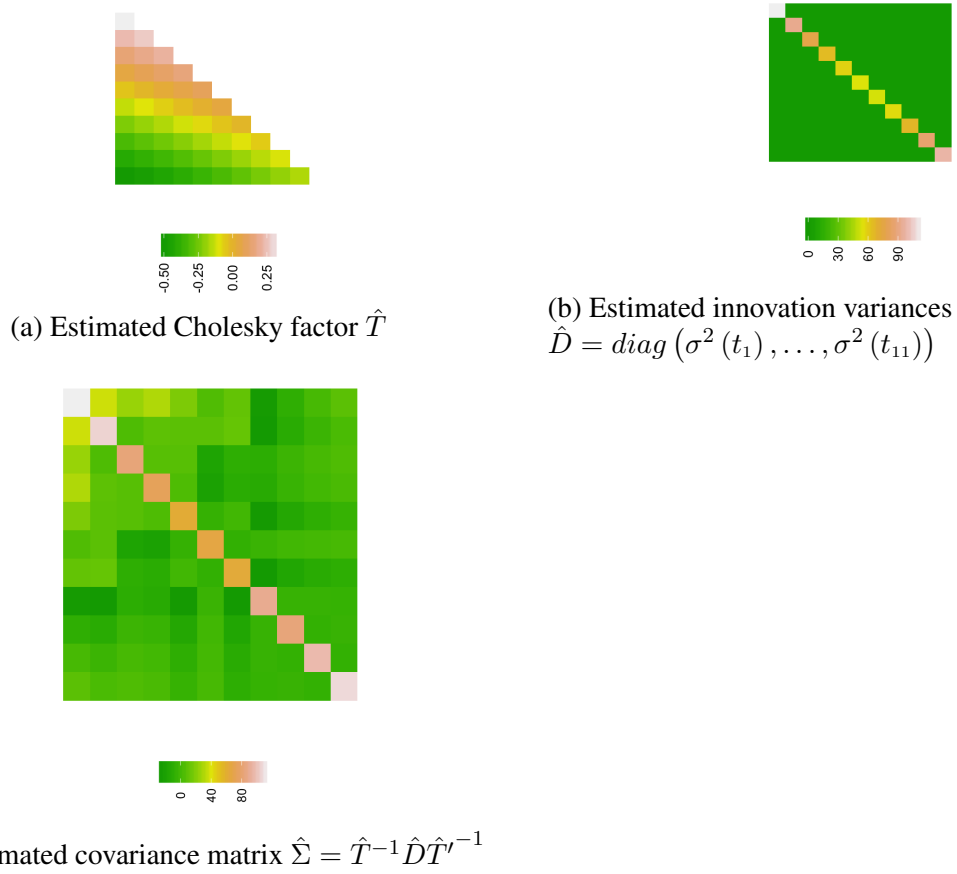 -0.50 -0.25 0.00 0.25
(a) Estimated Cholesky factor T̂
0 30 60 90
(b) Estimated innovation variances
D̂ = diag (σ² (t₁) , . . . , σ² (t₁₁))
0 40 80
mated covariance matrix Σ̂ = T̂⁻¹D̂T̂′⁻¹